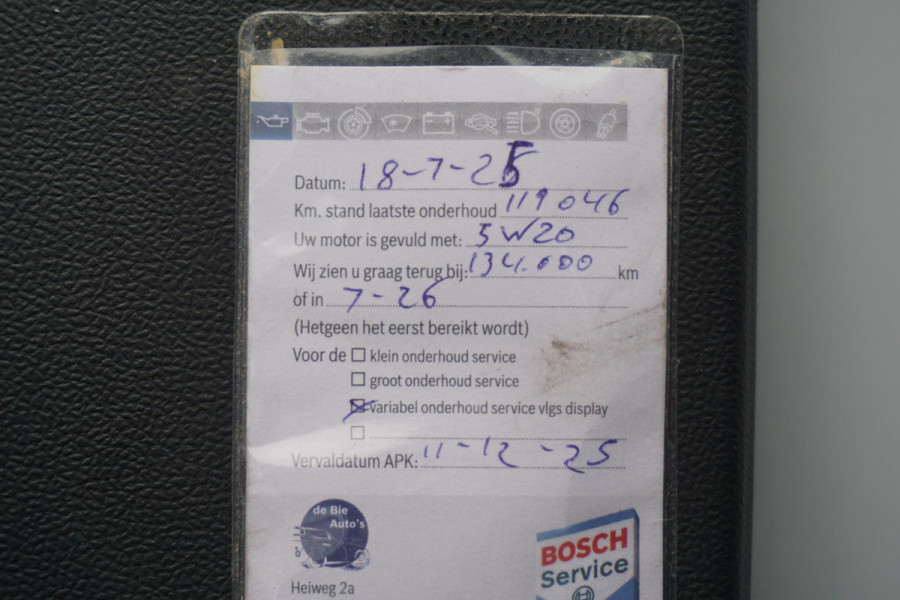 Datum: 18-7-25
Km. stand laatste onderhoud 119046
Uw motor is gevuld met: 5W20
Wij zien u graag terug bij: 134.000 km
of in 7-26
(Hetgeen het eerst bereikt wordt)
Voor de ☐ klein onderhoud service
☐ groot onderhoud service
☒ variabel onderhoud service vlgs display
☐
Vervaldatum APK: 11-12-25
de Bie
Auto's
Heiweg 2a
BOSCH
Service